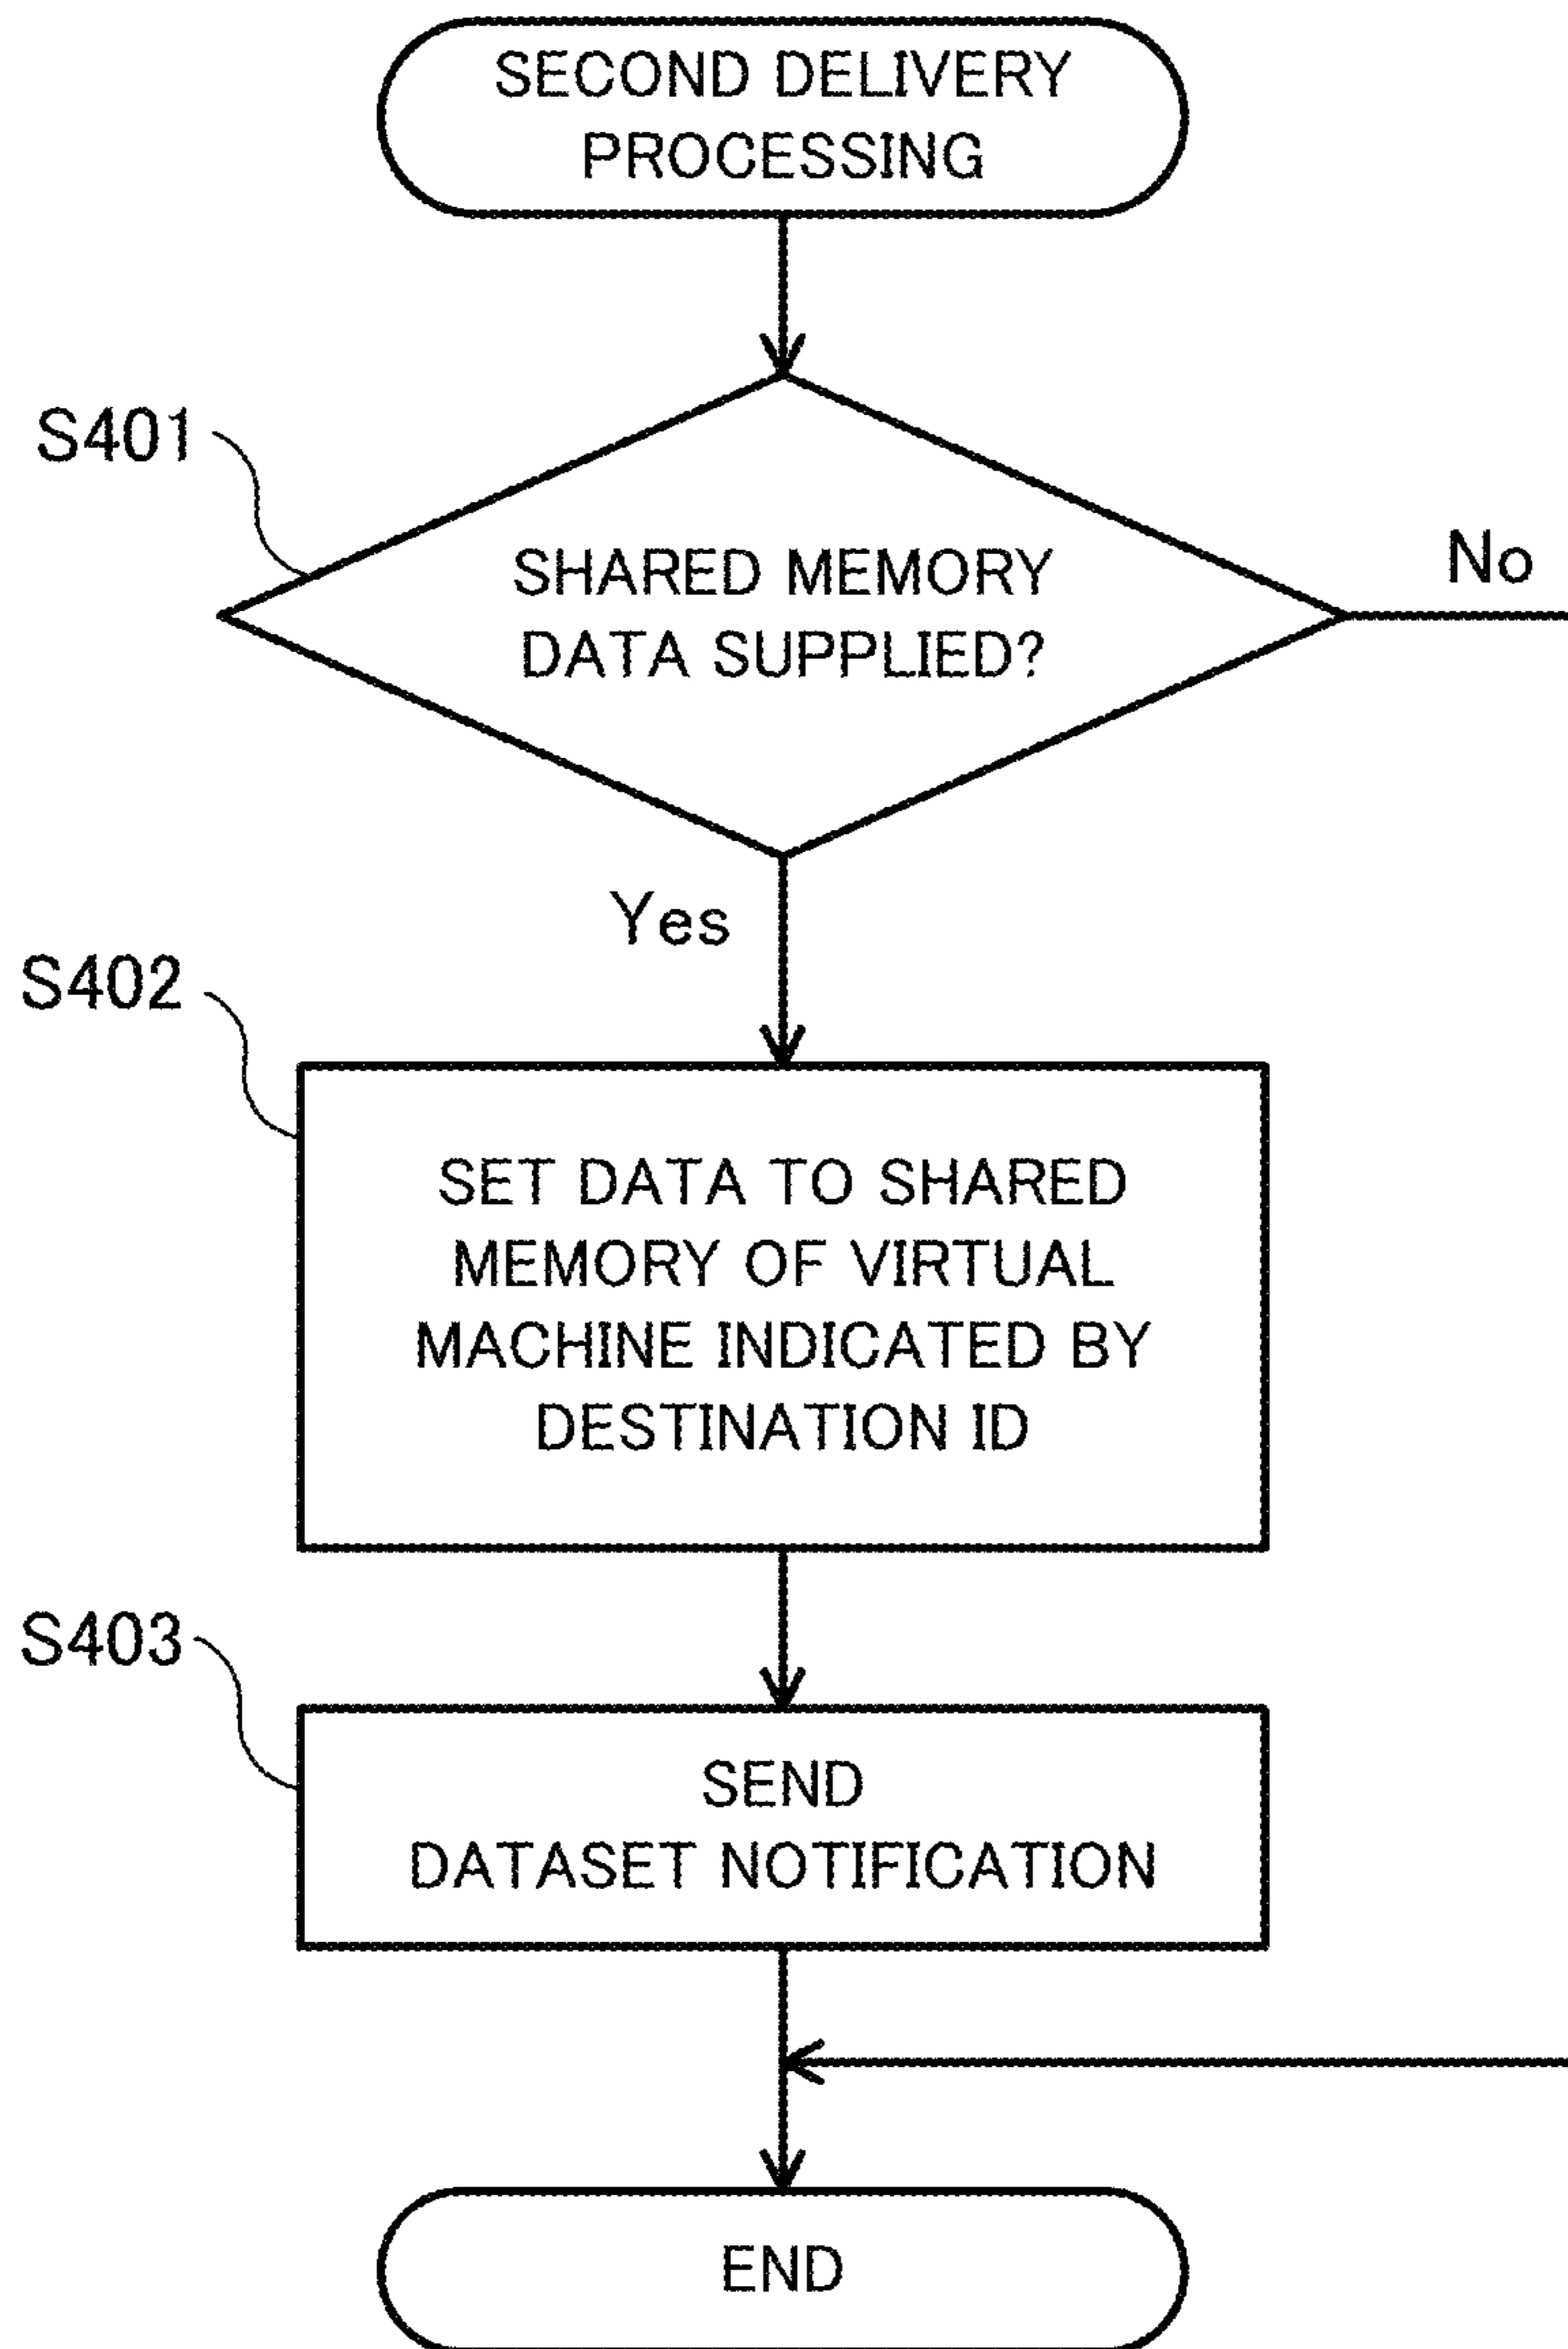 SECOND DELIVERY
PROCESSING
S401
SHARED MEMORY
DATA SUPPLIED?
No
Yes
S402
SET DATA TO SHARED
MEMORY OF VIRTUAL
MACHINE INDICATED BY
DESTINATION ID
S403
SEND
DATASET NOTIFICATION
END